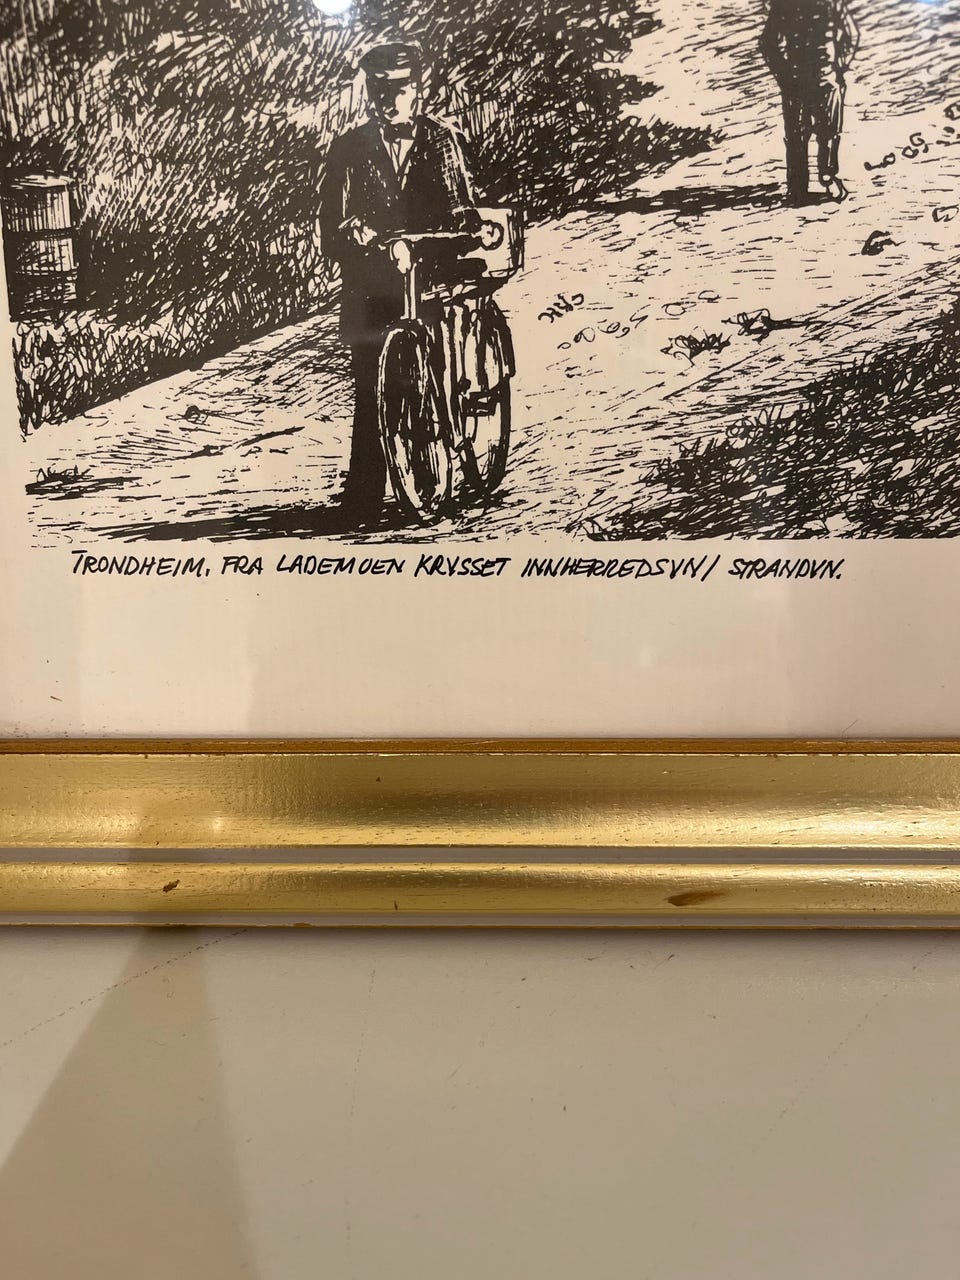 TRONDHEIM, FRA LADEMOEN KRYSSET INNHERREDSVN/ STRANDVN.